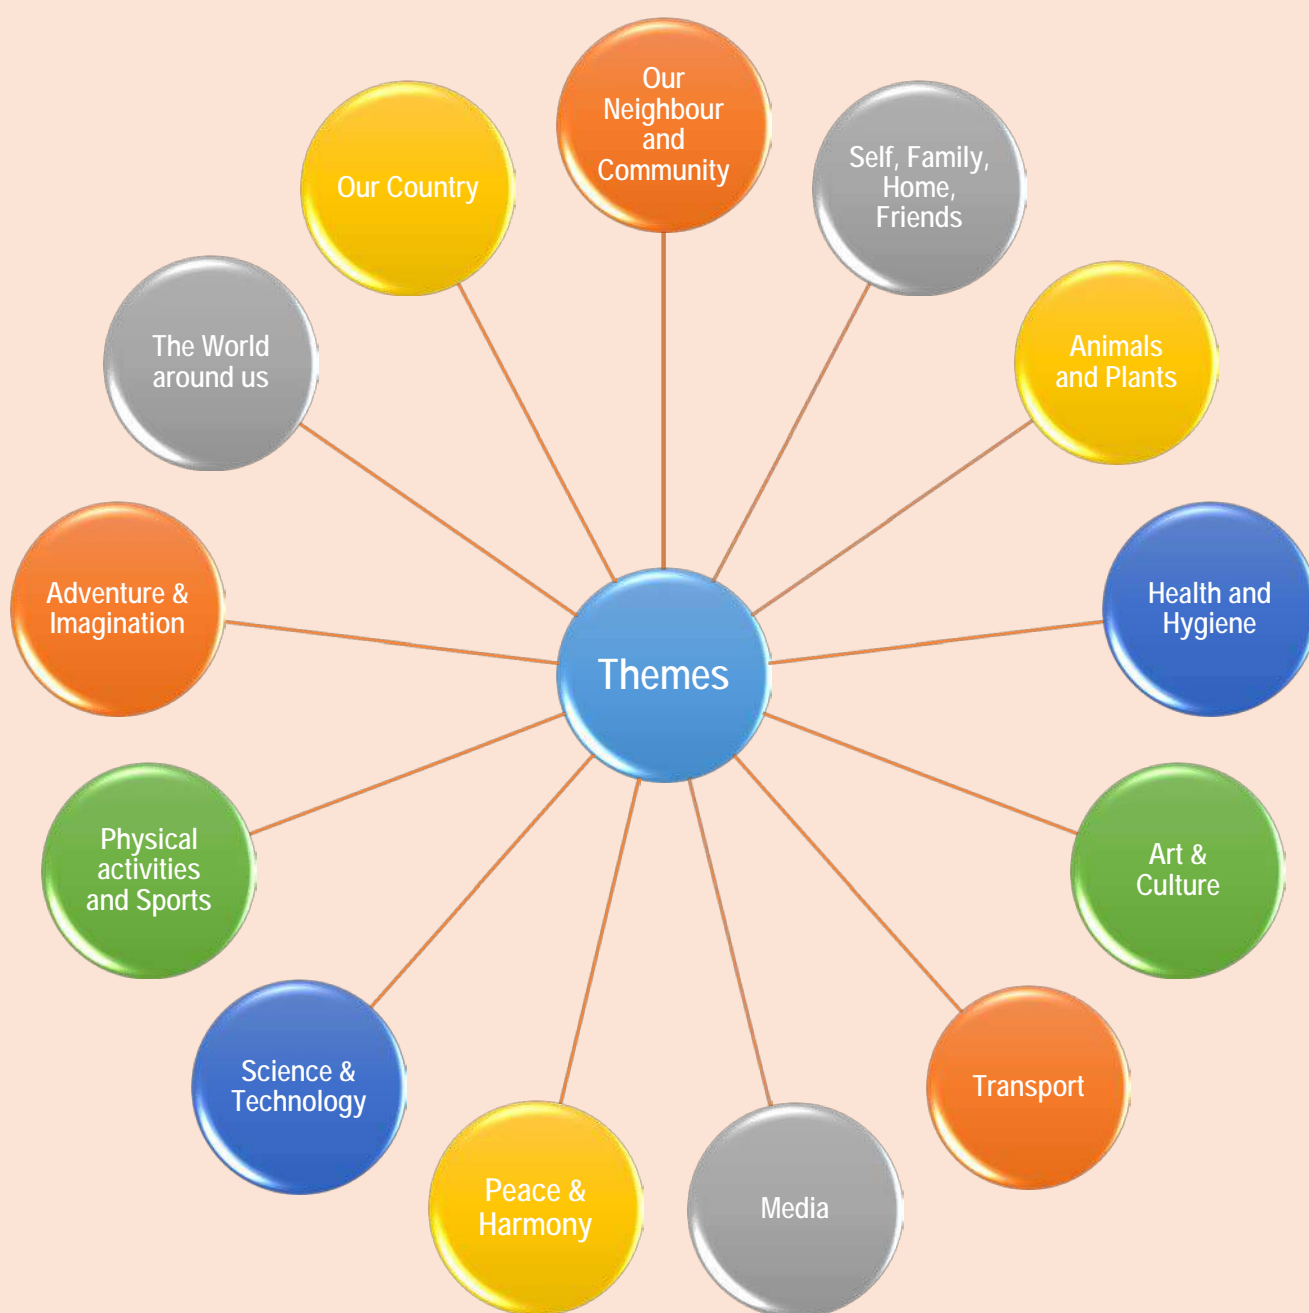 Our
Neighbour
and
Community
Self, Family,
Home,
Friends
Animals
and Plants
Health and
Hygiene
Art &
Culture
Transport
Media
Peace &
Harmony
Science &
Technology
Physical
activities
and Sports
Adventure &
Imagination
The World
around us
Our Country
Themes